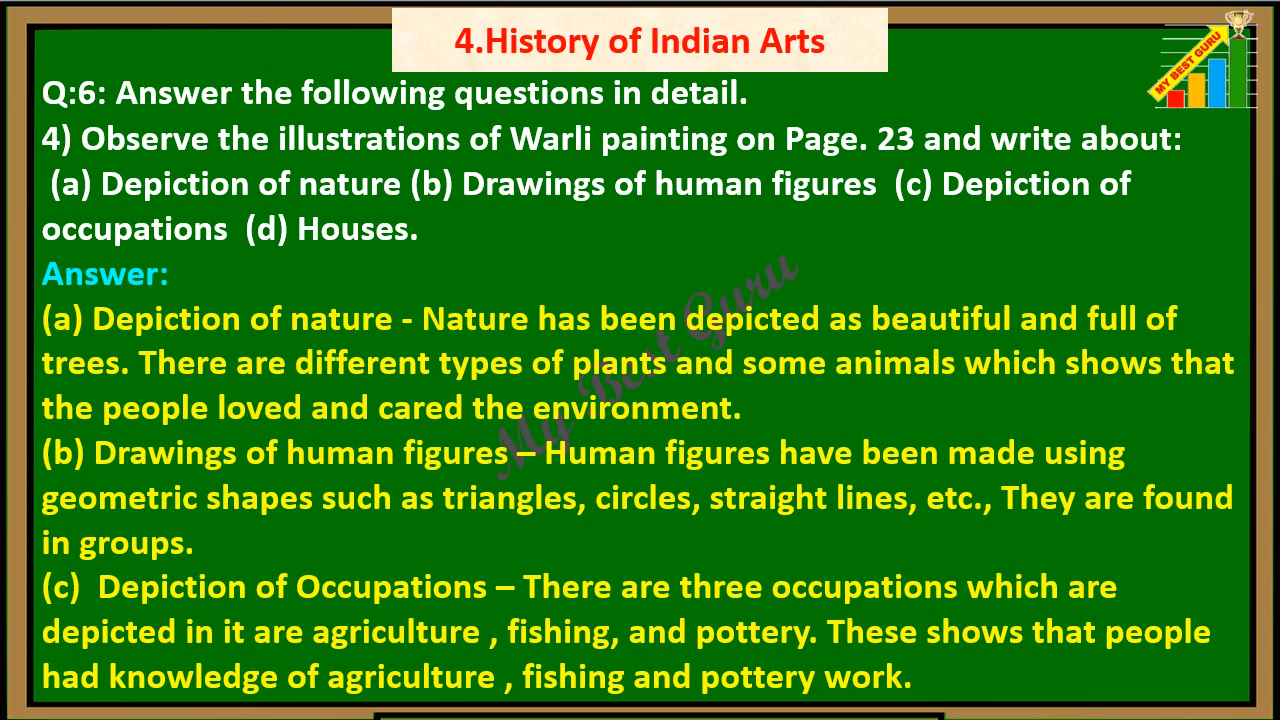 4.History of Indian Arts
MY BEST GURU
Q:6: Answer the following questions in detail.
4) Observe the illustrations of Warli painting on Page. 23 and write about:
(a) Depiction of nature (b) Drawings of human figures (c) Depiction of
occupations (d) Houses.
Answer:
(a) Depiction of nature - Nature has been depicted as beautiful and full of
trees. There are different types of plants and some animals which shows that
the people loved and cared the environment.
(b) Drawings of human figures – Human figures have been made using
geometric shapes such as triangles, circles, straight lines, etc., They are found
in groups.
(c) Depiction of Occupations – There are three occupations which are
depicted in it are agriculture , fishing, and pottery. These shows that people
had knowledge of agriculture , fishing and pottery work.
My Best Guru